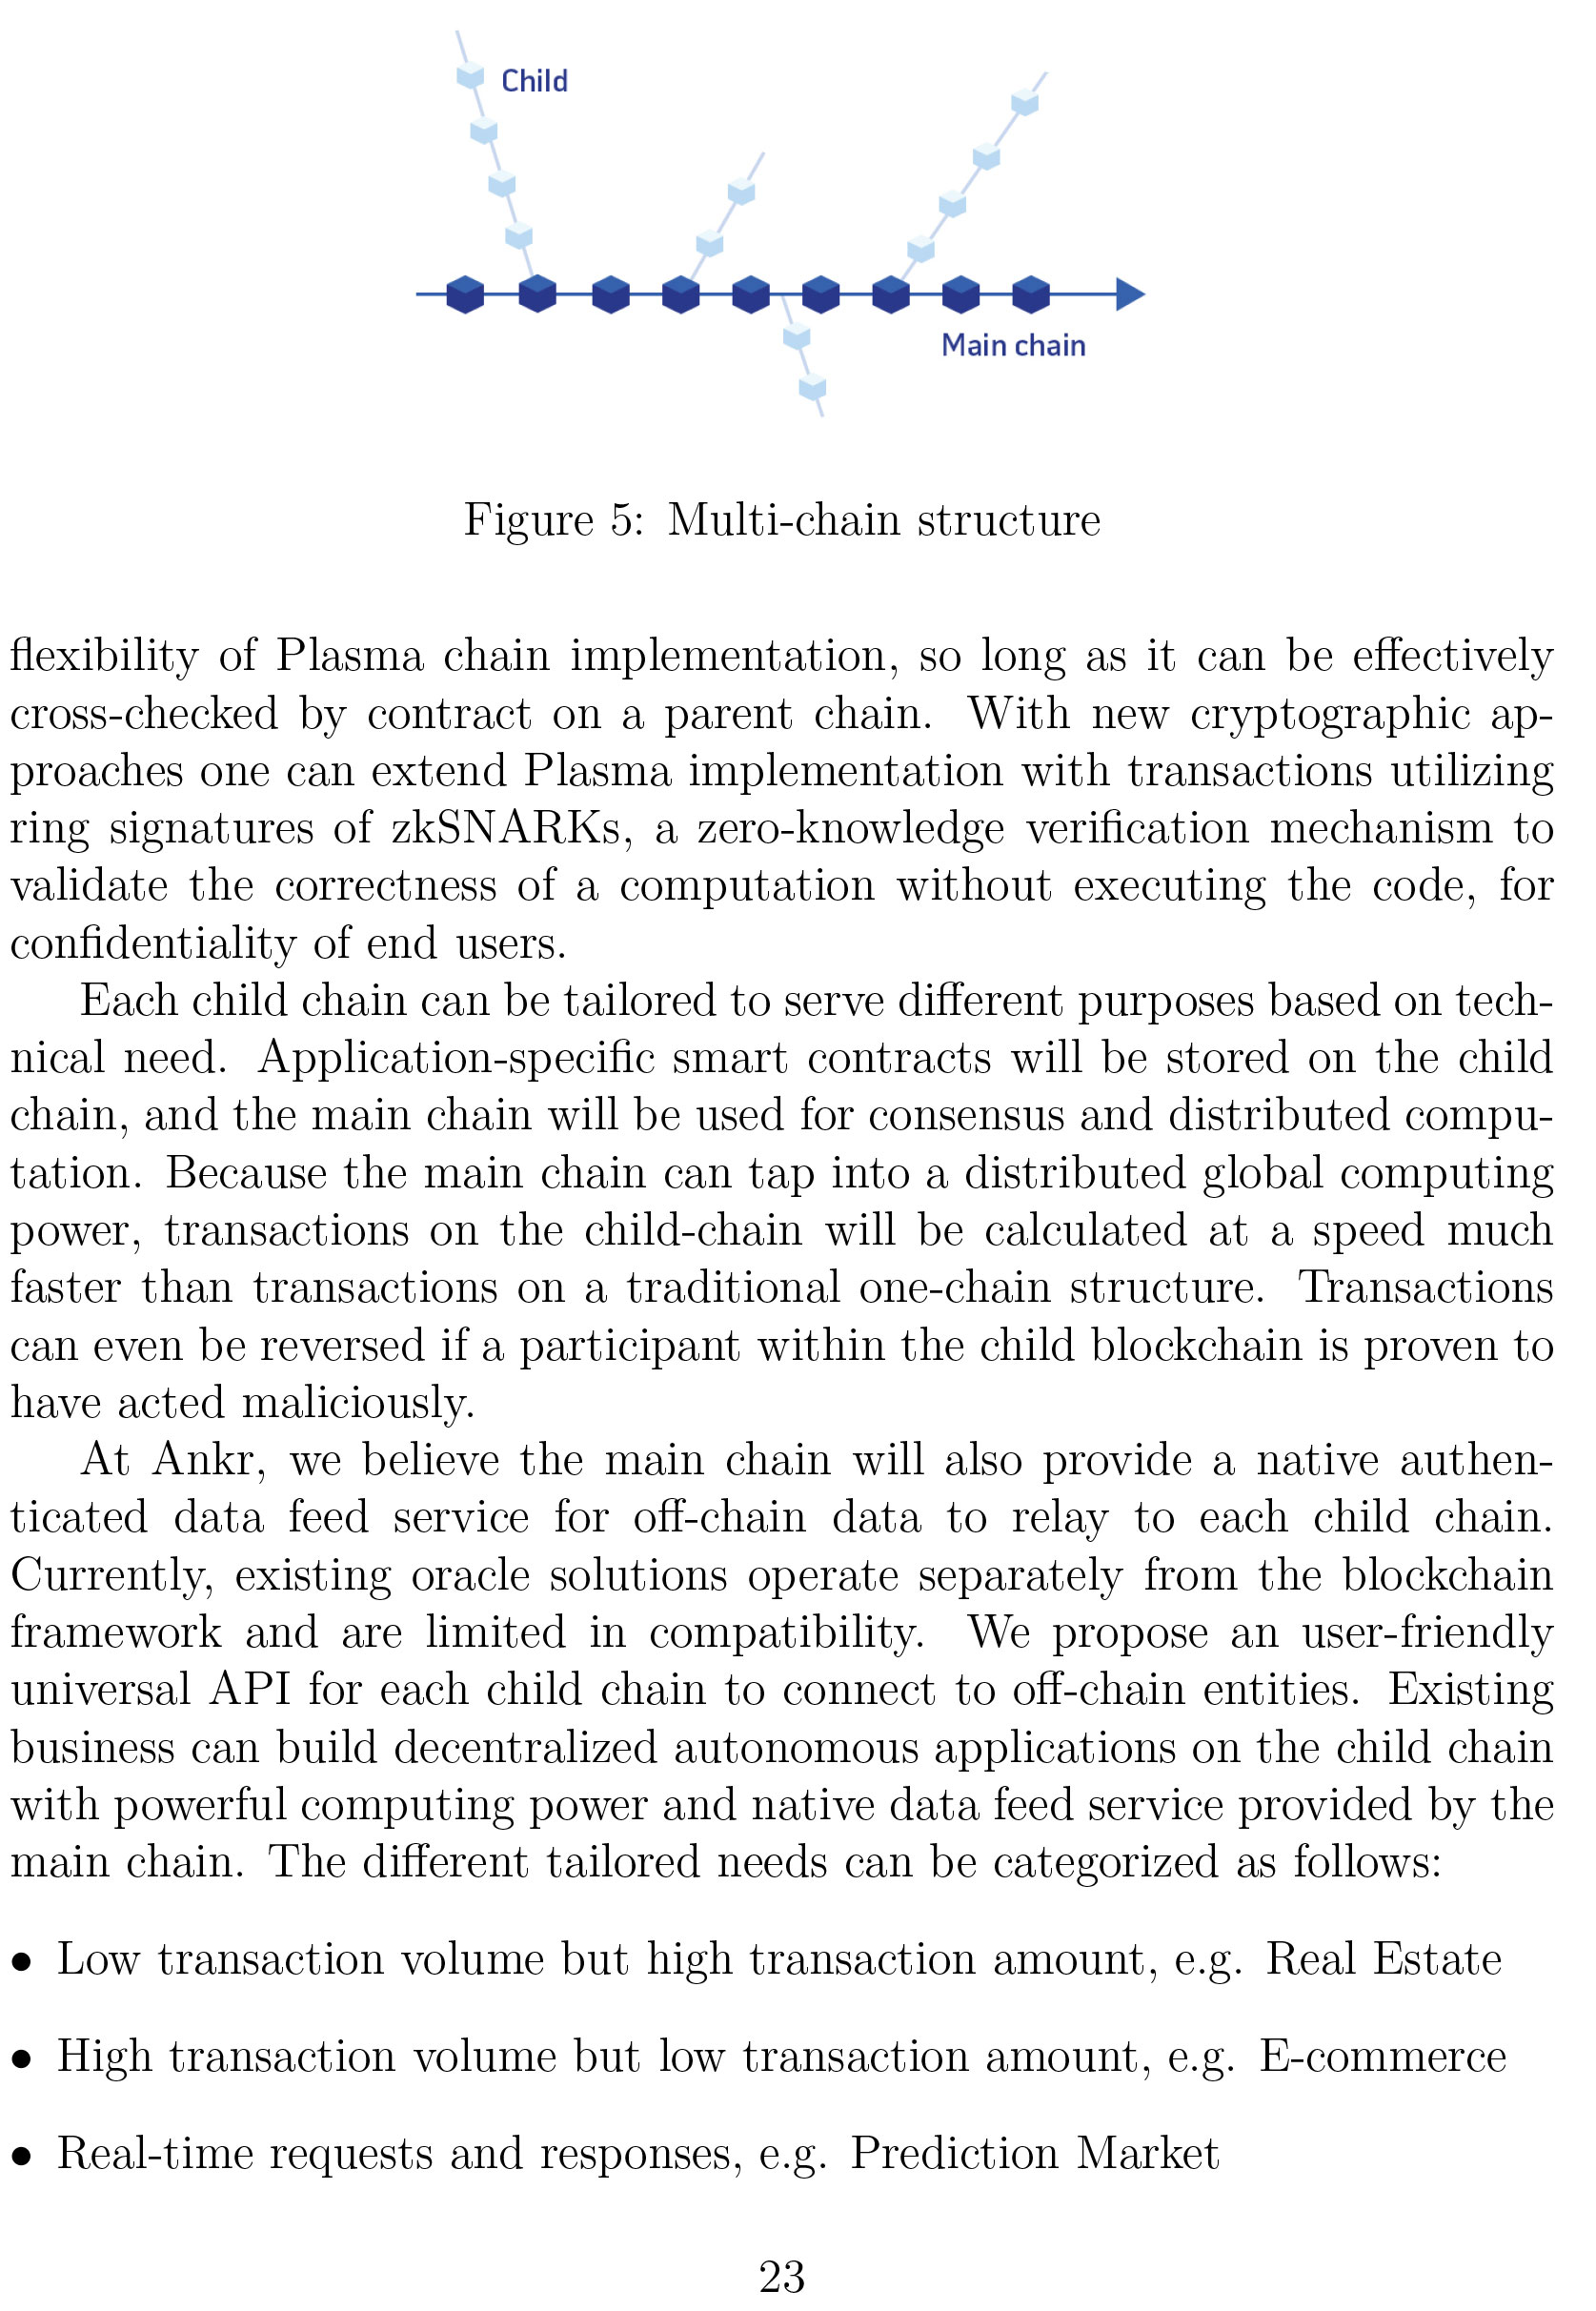 Child
Main chain
Figure 5: Multi-chain structure
flexibility of Plasma chain implementation, so long as it can be effectively
cross-checked by contract on a parent chain. With new cryptographic ap-
proaches one can extend Plasma implementation with transactions utilizing
ring signatures of zkSNARKs, a zero-knowledge verification mechanism to
validate the correctness of a computation without executing the code, for
confidentiality of end users.
Each child chain can be tailored to serve different purposes based on tech-
nical need. Application-specific smart contracts will be stored on the child
chain, and the main chain will be used for consensus and distributed compu-
tation. Because the main chain can tap into a distributed global computing
power, transactions on the child-chain will be calculated at a speed much
faster than transactions on a traditional one-chain structure. Transactions
can even be reversed if a participant within the child blockchain is proven to
have acted maliciously.
At Ankr, we believe the main chain will also provide a native authen-
ticated data feed service for off-chain data to relay to each child chain.
Currently, existing oracle solutions operate separately from the blockchain
framework and are limited in compatibility. We propose an user-friendly
universal API for each child chain to connect to off-chain entities. Existing
business can build decentralized autonomous applications on the child chain
with powerful computing power and native data feed service provided by the
main chain. The different tailored needs can be categorized as follows:
• Low transaction volume but high transaction amount, e.g. Real Estate
• High transaction volume but low transaction amount, e.g. E-commerce
• Real-time requests and responses, e.g. Prediction Market
23